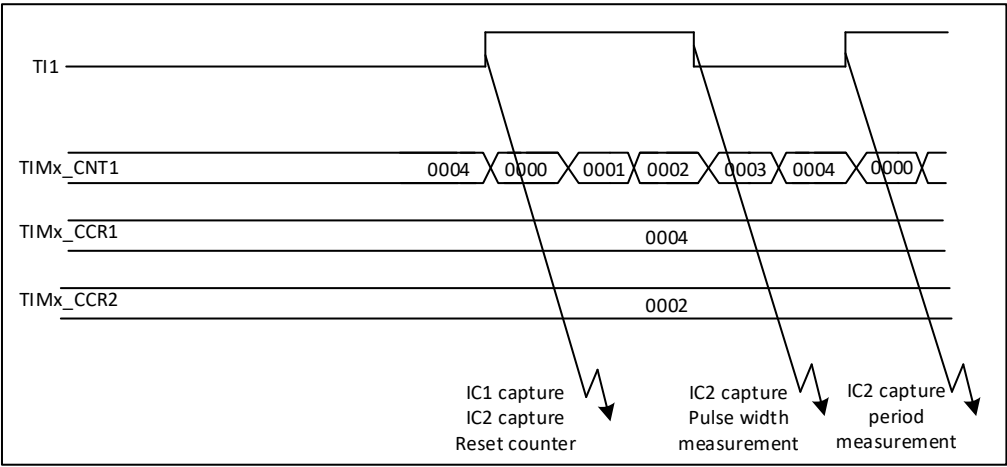 TI1
TIMx_CNT1
0004 0000 0001 0002 0003 0004 0000
TIMx_CCR1
0004
TIMx_CCR2
0002
IC1 capture
IC2 capture
Reset counter
IC2 capture
Pulse width
measurement
IC2 capture
period
measurement